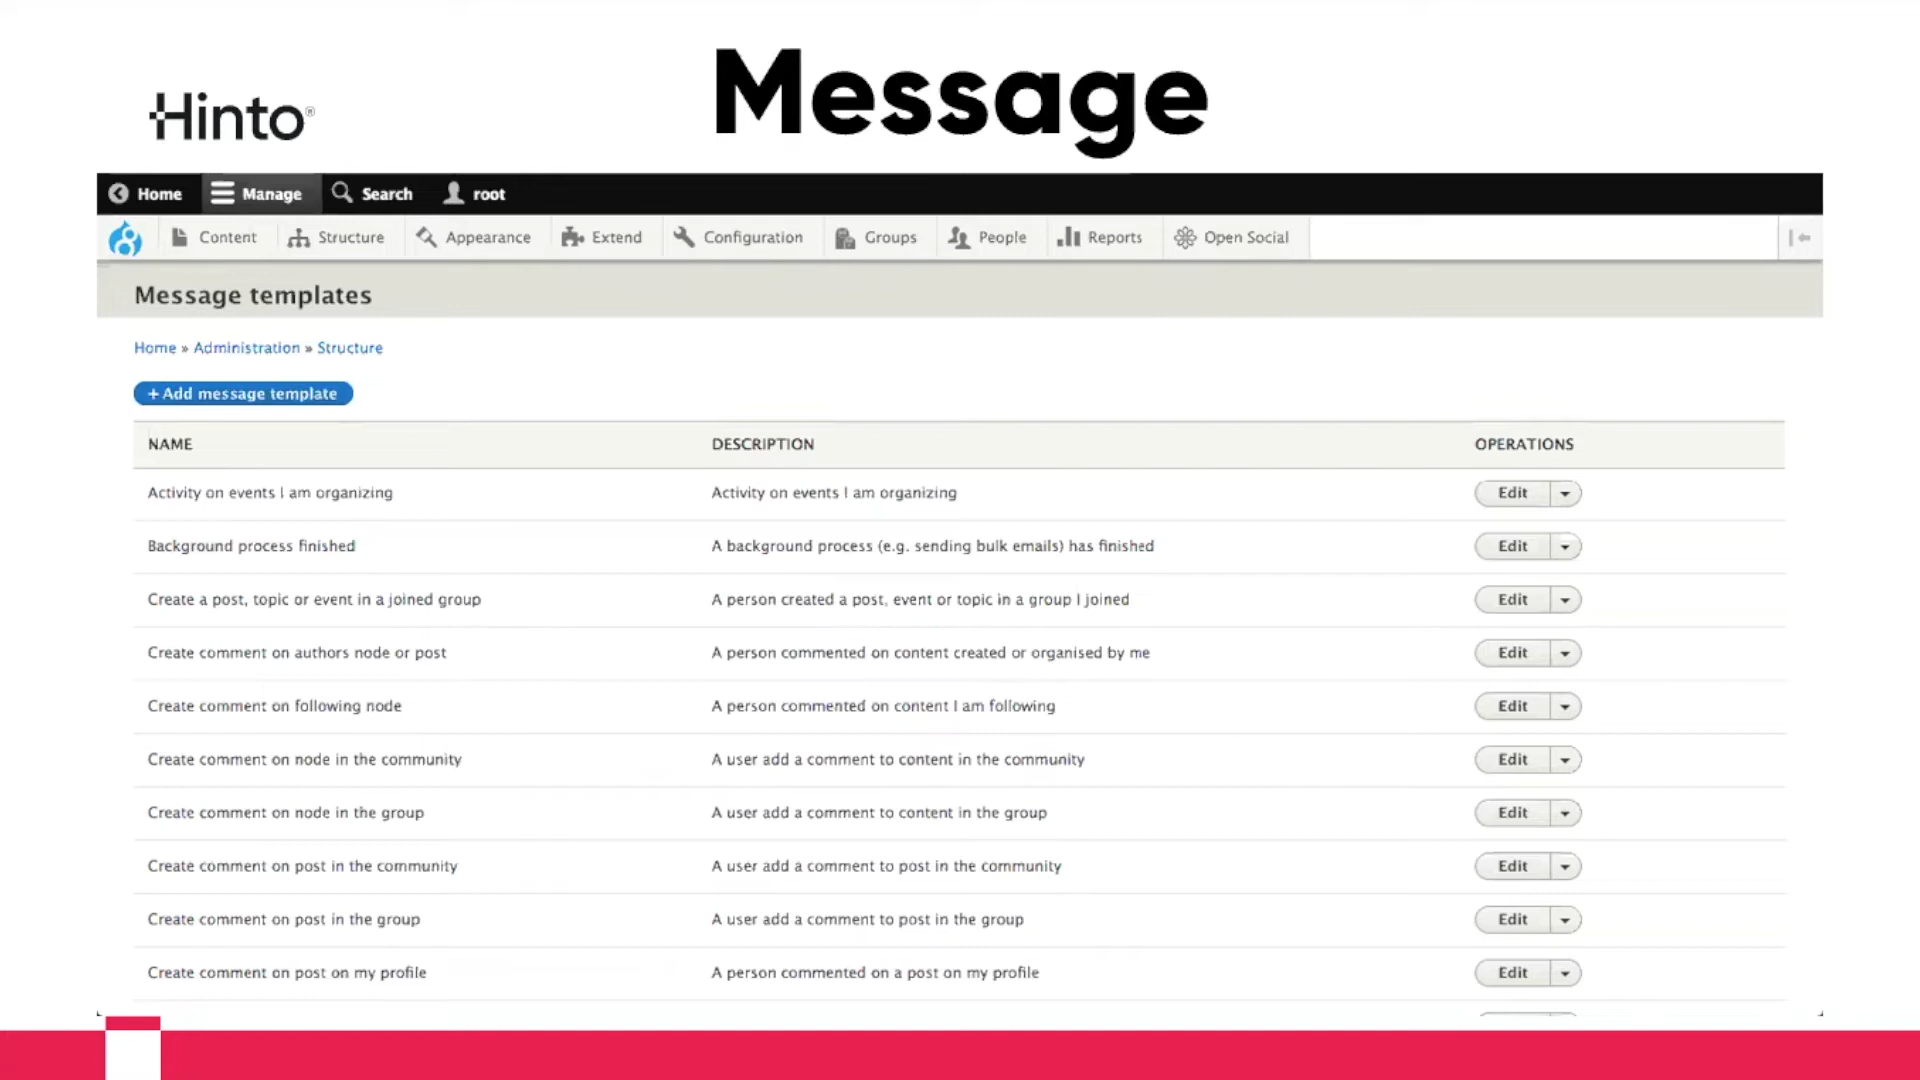 Hinto®
Message
Home Manage Search root
Content Structure Appearance Extend Configuration Groups People Reports Open Social
Message templates
Home » Administration » Structure
+ Add message template
NAME DESCRIPTION OPERATIONS
Activity on events I am organizing Activity on events I am organizing Edit
Background process finished A background process (e.g. sending bulk emails) has finished Edit
Create a post, topic or event in a joined group A person created a post, event or topic in a group I joined Edit
Create comment on authors node or post A person commented on content created or organised by me Edit
Create comment on following node A person commented on content I am following Edit
Create comment on node in the community A user add a comment to content in the community Edit
Create comment on node in the group A user add a comment to content in the group Edit
Create comment on post in the community A user add a comment to post in the community Edit
Create comment on post in the group A user add a comment to post in the group Edit
Create comment on post on my profile A person commented on a post on my profile Edit